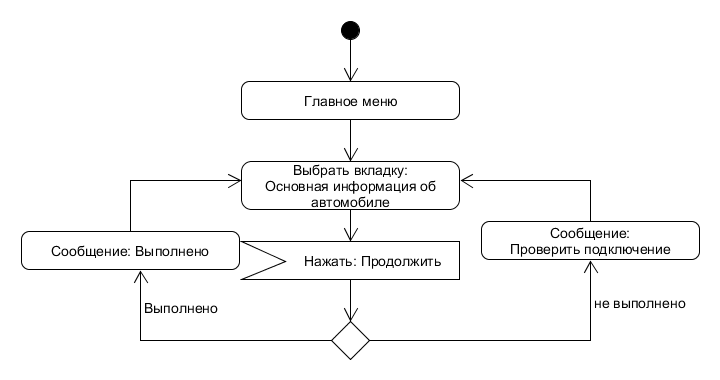 Главное меню
Выбрать вкладку:
Основная информация об
автомобиле
Сообщение: Выполнено
Нажать: Продолжить
Сообщение:
Проверить подключение
Выполнено
не выполнено